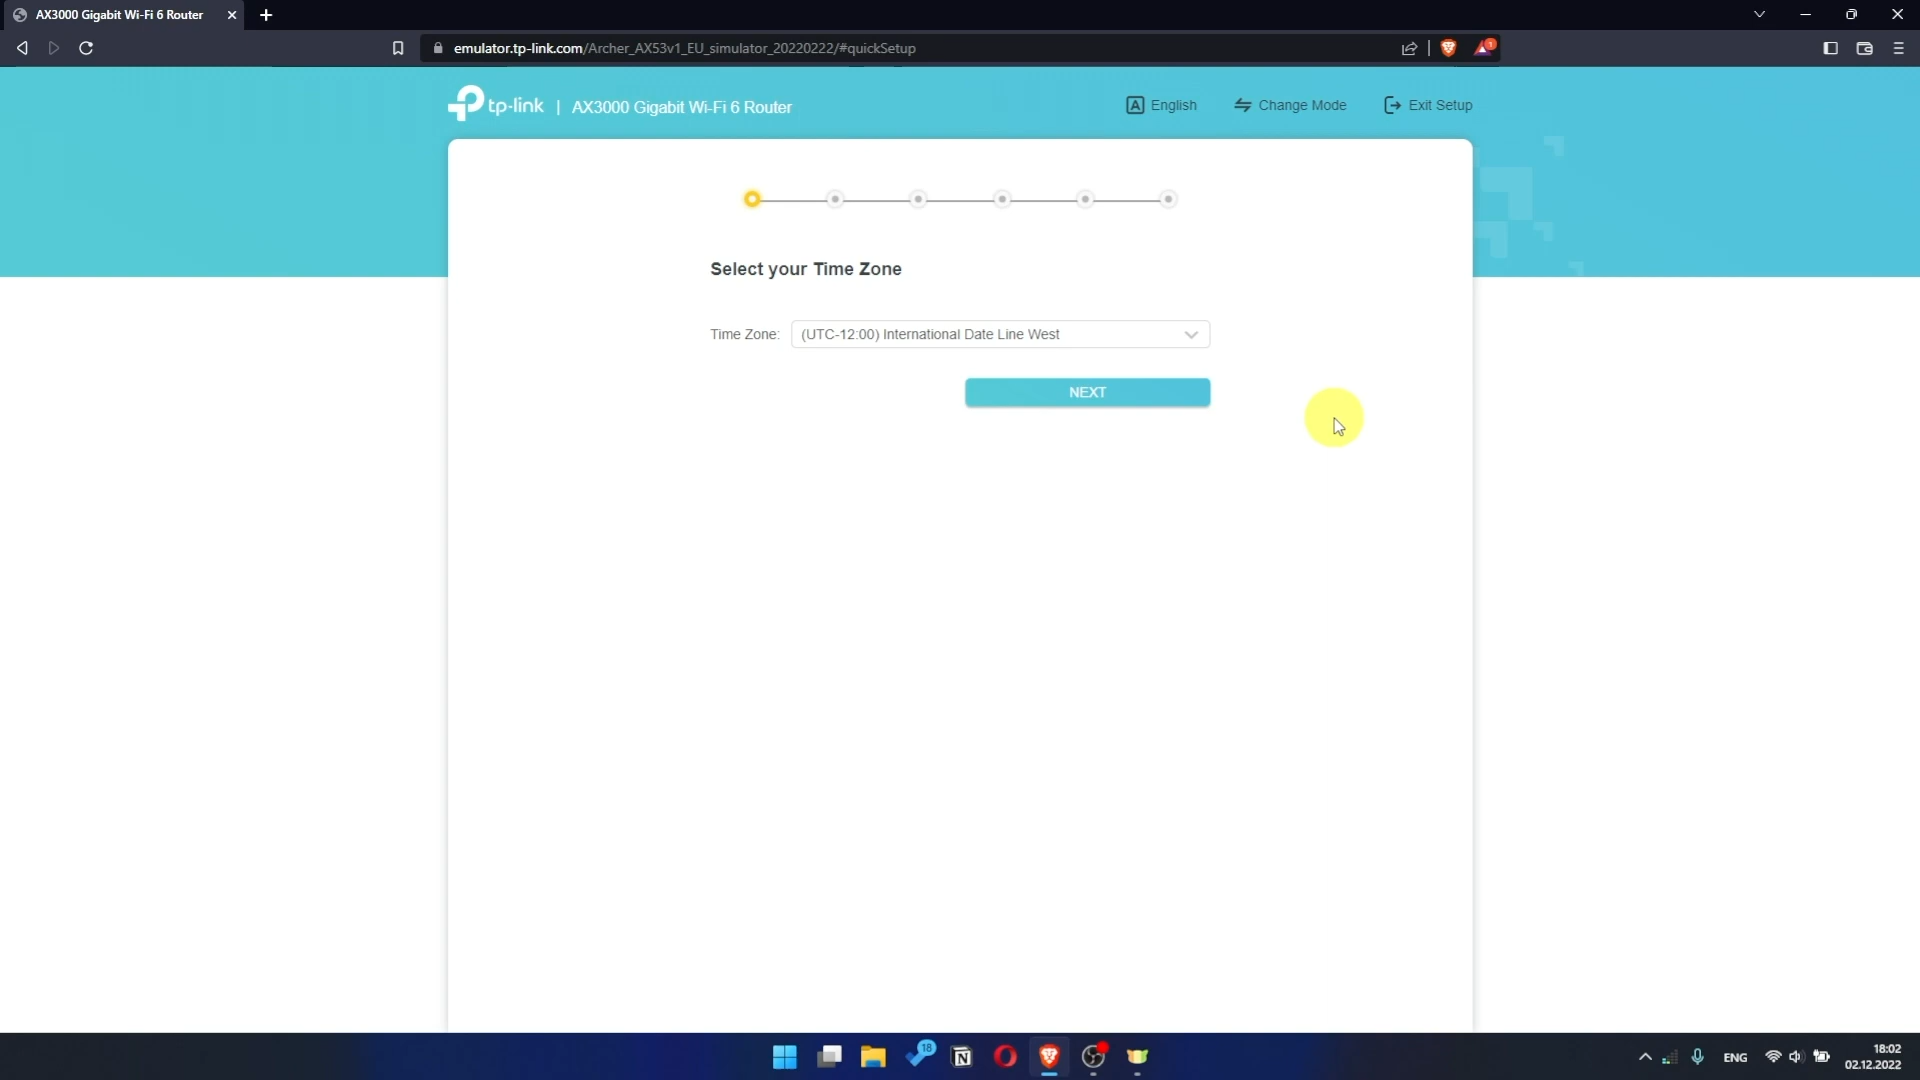 AX3000 Gigabit Wi-Fi 6 Router
emulator.tp-link.com/Archer_AX53v1_EU_simulator_20220222/#quickSetup
1
tp-link | AX3000 Gigabit Wi-Fi 6 Router
A English
Change Mode
Exit Setup
Select your Time Zone
Time Zone: (UTC-12:00) International Date Line West
NEXT
18
N
ENG
18:02
02.12.2022